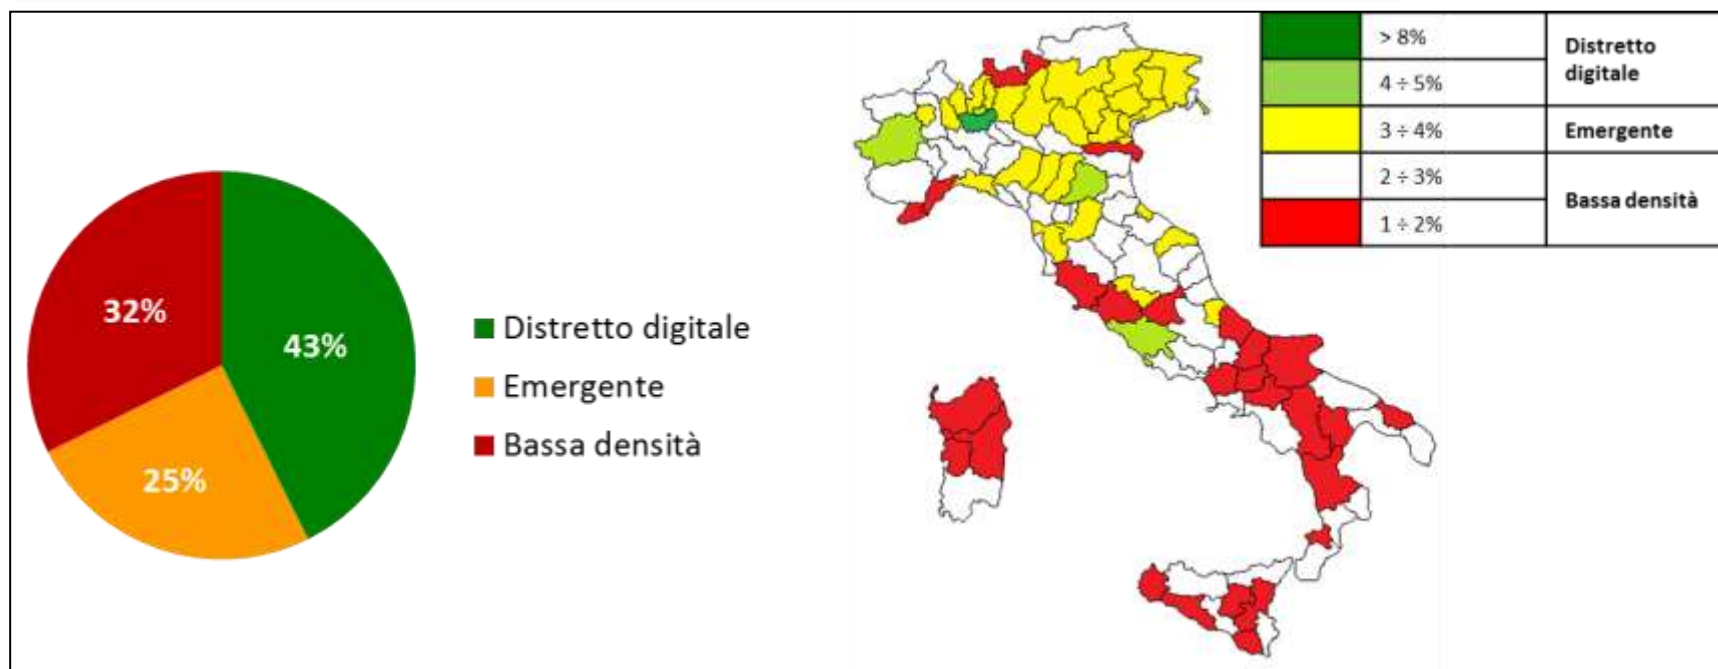 32%
43%
25%
Distretto digitale
Emergente
Bassa densità
> 8%
Distretto
digitale
4 ÷ 5%
3 ÷ 4%
Emergente
2 ÷ 3%
Bassa densità
1 ÷ 2%